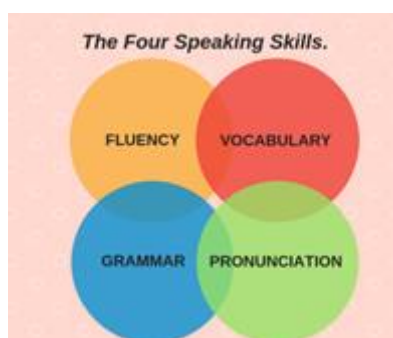 The Four Speaking Skills.
FLUENCY VOCABULARY
GRAMMAR PRONUNCIATION